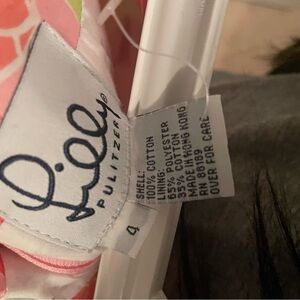 Lilly
PULITZER
SHELL:
100% COTTON
LINING:
65% POLYESTER
35% COTTON
MADE IN HONG KONG
RN 88189
OVER FOR CARE
4